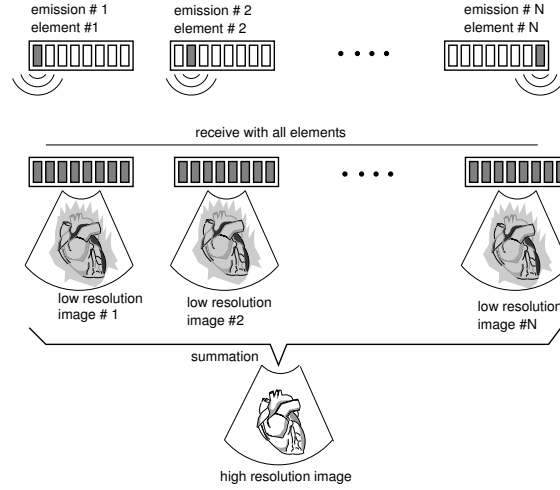 emission # 1
element #1
emission # 2
element # 2
emission # N
element # N
receive with all elements
low resolution
image # 1
low resolution
image #2
low resolution
image #N
summation
high resolution image